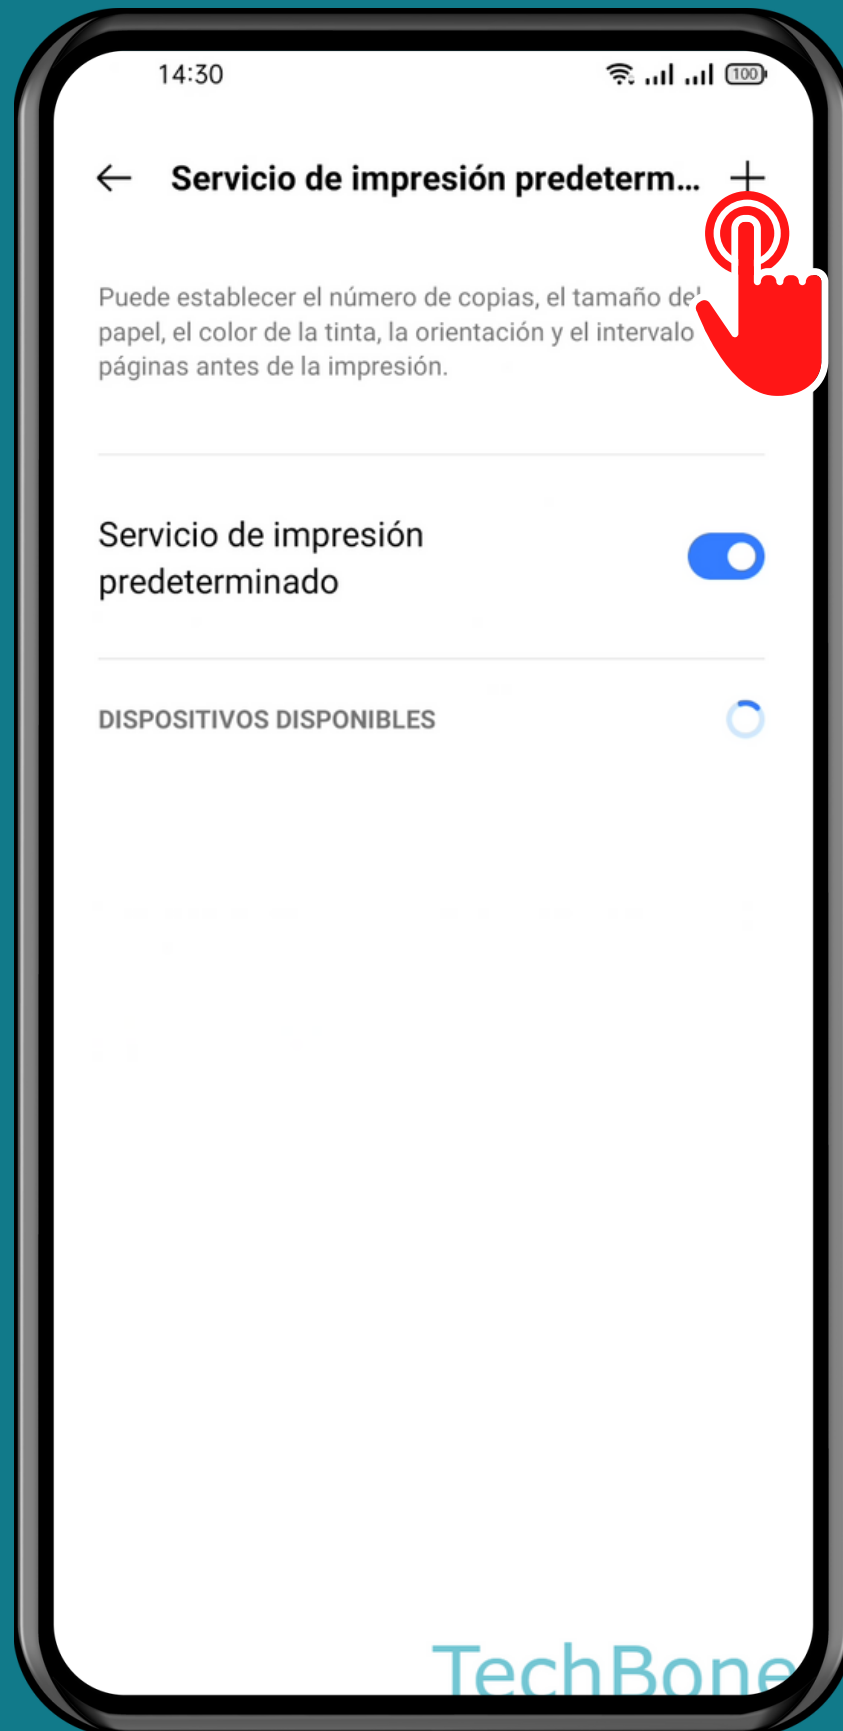 14:30
100
Servicio de impresión predeterm...
Puede establecer el número de copias, el tamaño del
papel, el color de la tinta, la orientación y el intervalo
páginas antes de la impresión.
Servicio de impresión
predeterminado
DISPOSITIVOS DISPONIBLES
TechBone